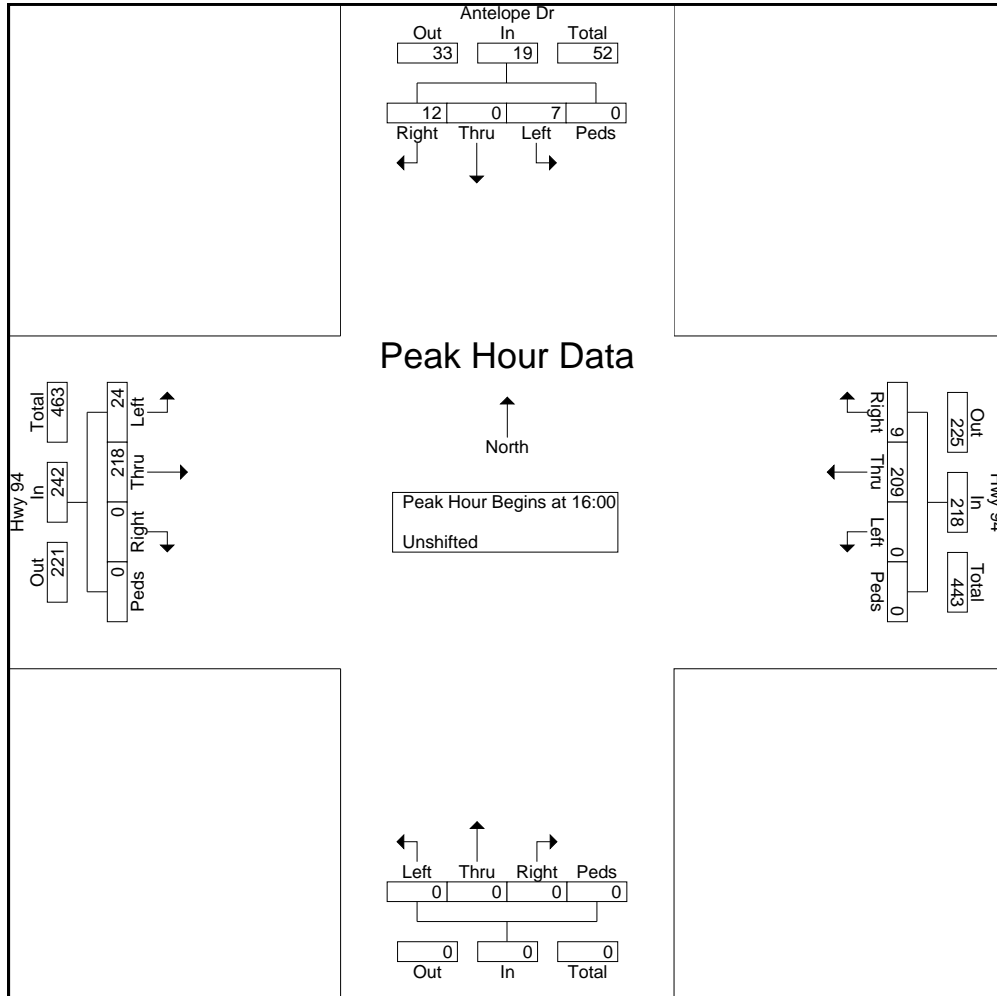 Antelope Dr
Out In Total
33 19 52
12 0 7 0
Right Thru Left Peds
Peak Hour Data
North
Peak Hour Begins at 16:00
Unshifted
Hwy 94
Total In Out
463 242 221
24 218 0 0
Left Thru Right Peds
Hwy 94
Out In Total
225 218 443
Right Thru Left Peds
9 209 0 0
Left Thru Right Peds
0 0 0 0
0 0 0
Out In Total